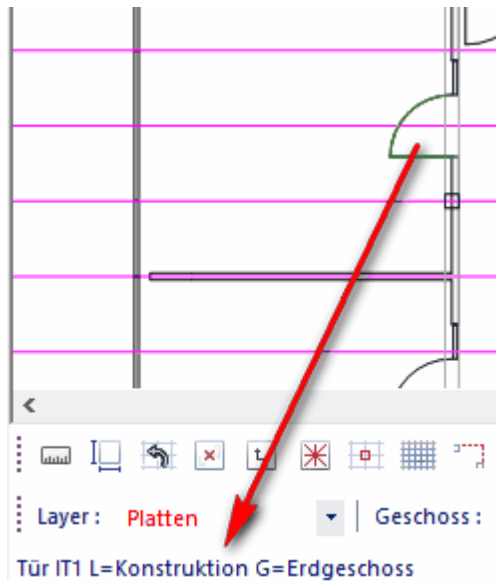 Layer : Platten Geschoss :
Tür IT1 L=Konstruktion G=Erdgeschoss